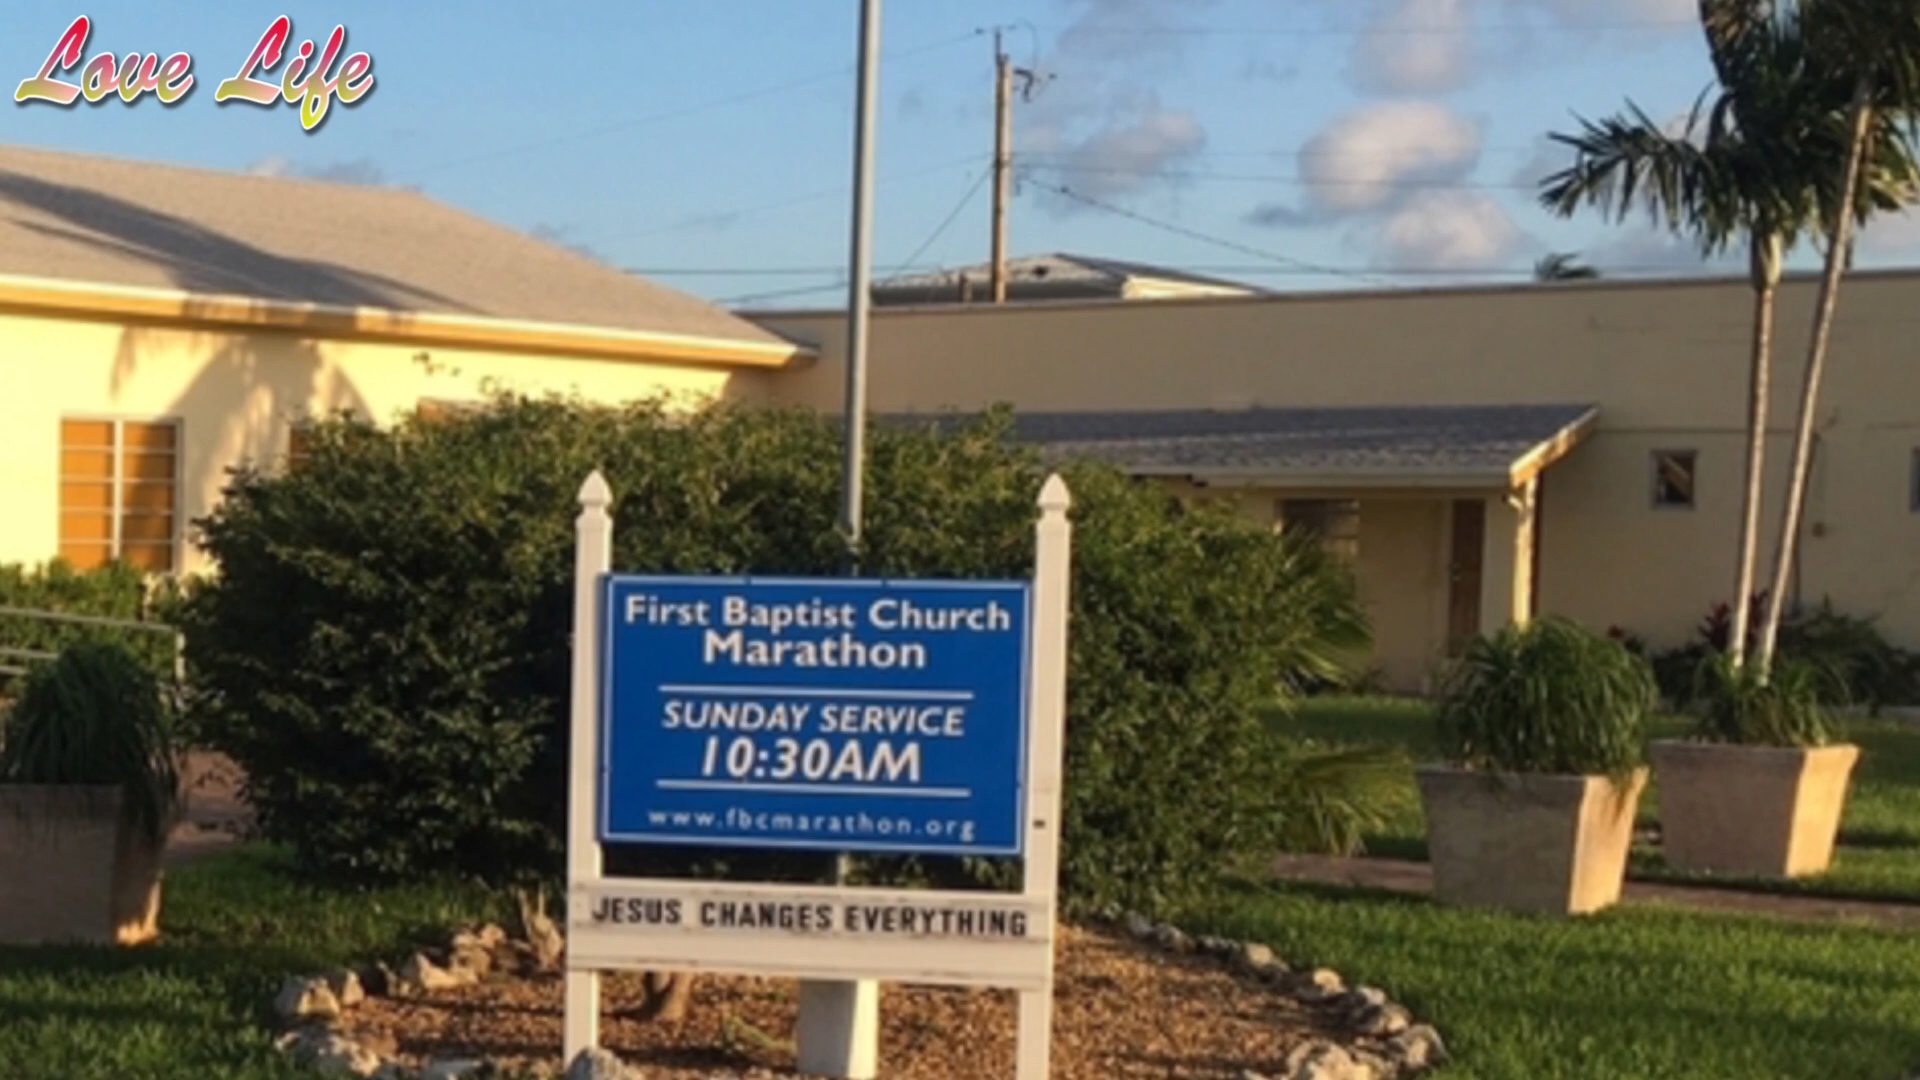 Love Life
First Baptist Church
Marathon
SUNDAY SERVICE
10:30AM
www.fbcmarathon.org
JESUS CHANGES EVERYTHING